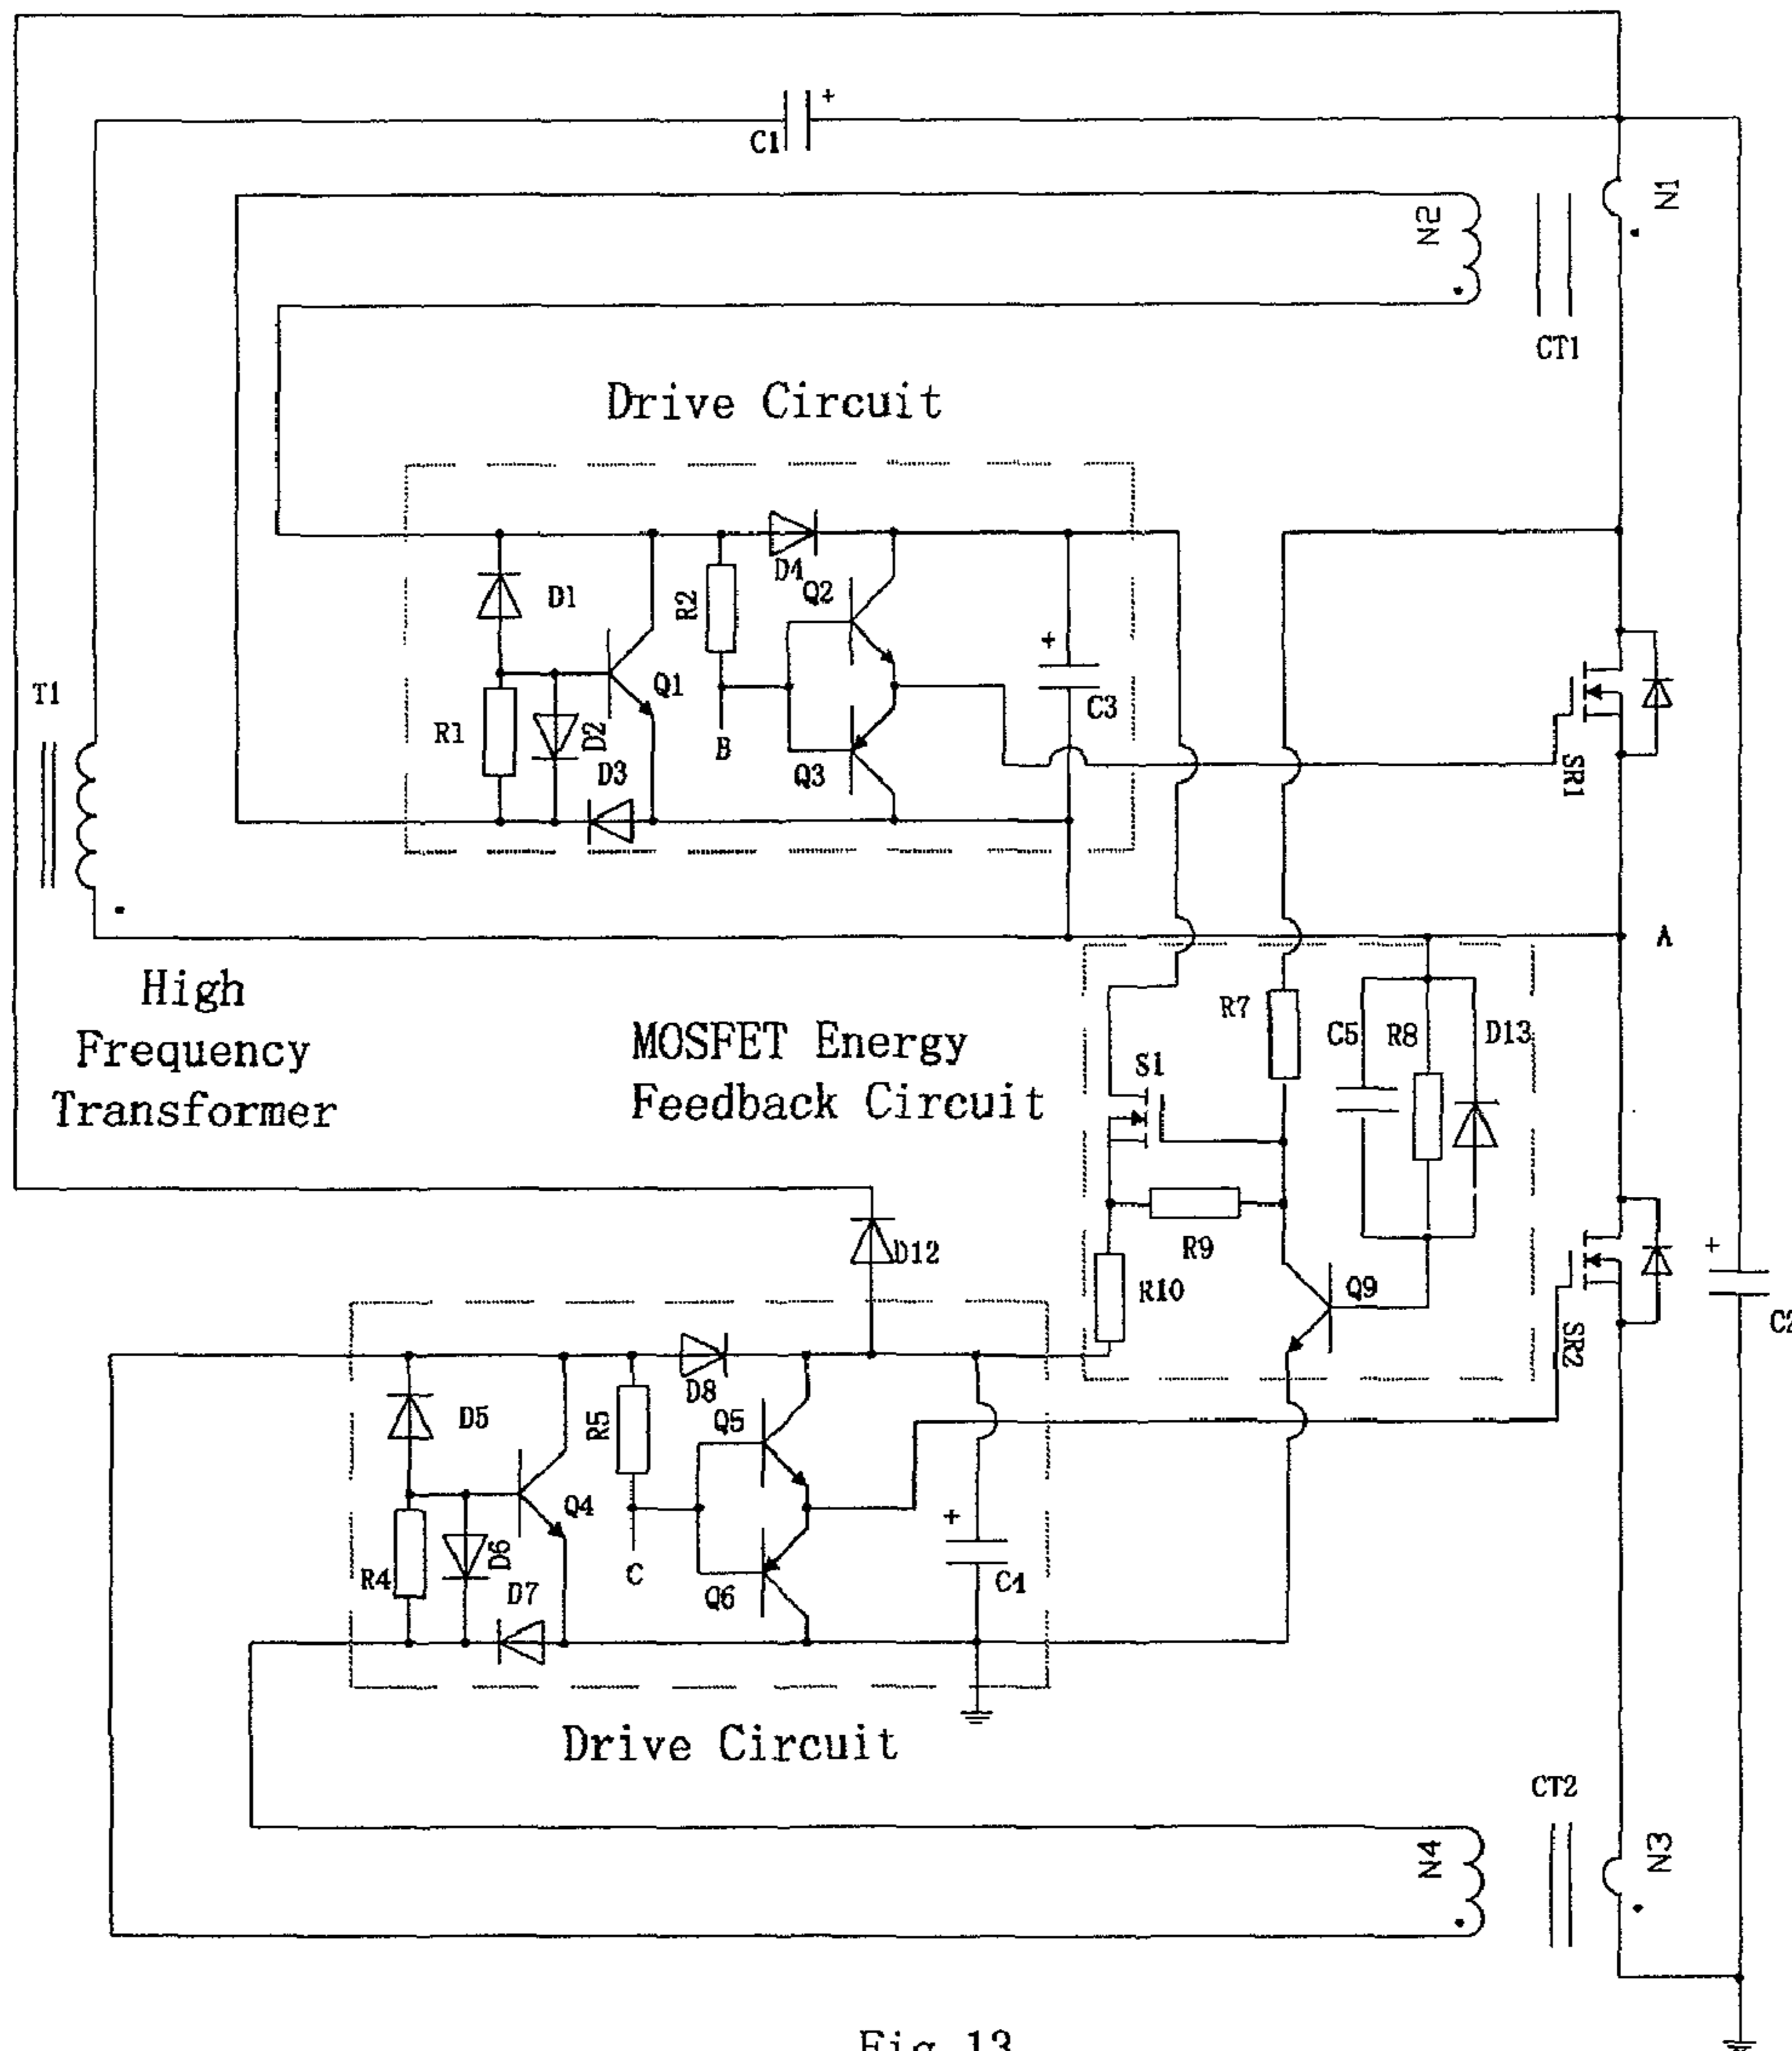 C1
+
N1
N2
CT1
Drive Circuit
D1
R2
D4
Q2
+
T1
R1
D2
Q1
C3
B
D3
Q3
SR1
A
High
Frequency
Transformer
MOSFET Energy
Feedback Circuit
R7
C5
R8
D13
S1
D12
R9
R10
Q9
+
SR2
D8
D5
R5
Q5
Q4
+
R4
D6
C
C4
D7
Q6
Drive Circuit
CT2
N4
N3
Fig 13